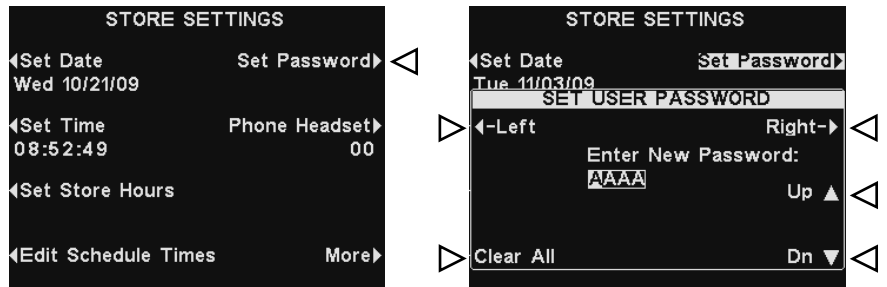 STORE SETTINGS
◀Set Date Set Password▶
Wed 10/21/09
◀Set Time Phone Headset▶
08:52:49 00
◀Set Store Hours
◀Edit Schedule Times More▶
STORE SETTINGS
◀Set Date Set Password▶
Tue 11/03/09
SET USER PASSWORD
◀-Left Right-▶
Enter New Password:
AAAA
Up ▲
Clear All Dn ▼